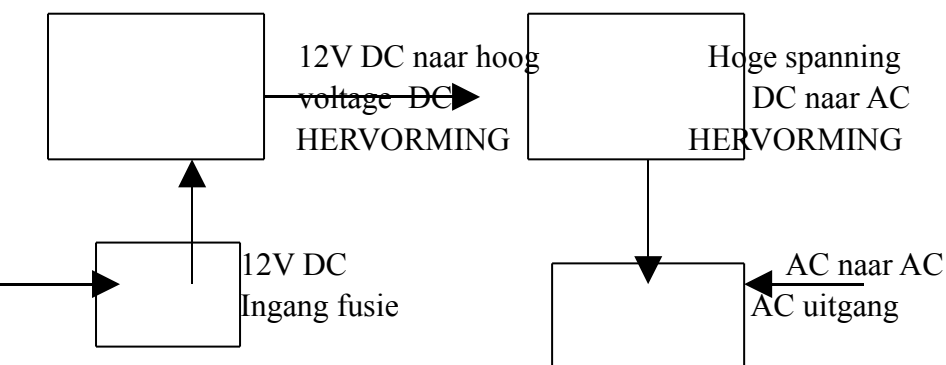 12V DC naar hoog
voltage DC
HERVORMING
Hoge spanning
DC naar AC
HERVORMING
12V DC
Ingang fusie
AC naar AC
AC uitgang